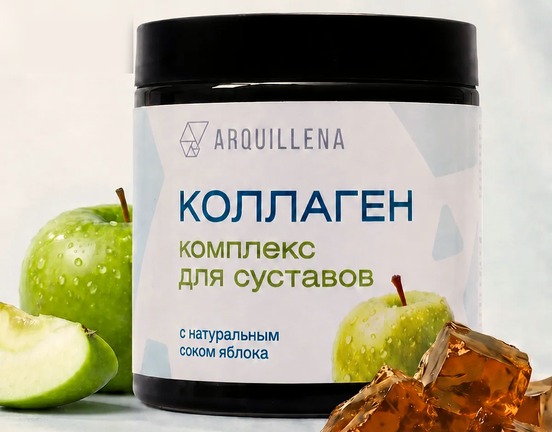 ARQUILLENA
КОЛЛАГЕН
комплекс
для суставов
с натуральным
соком яблока